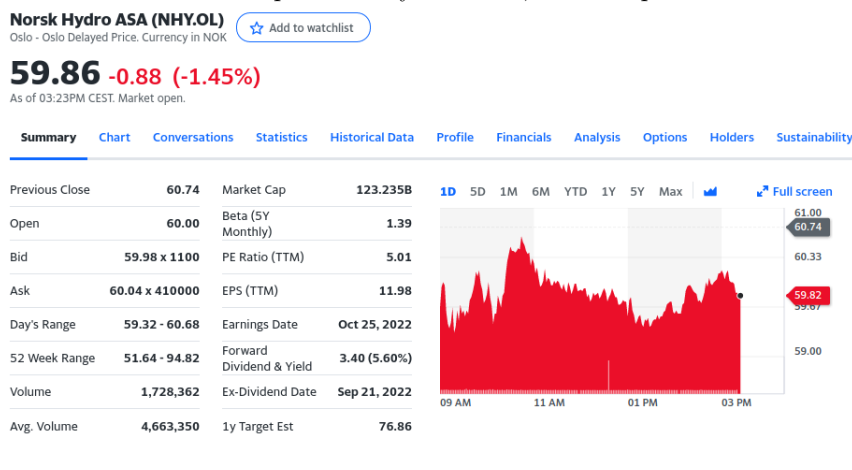 Norsk Hydro ASA (NHY.OL)
Add to watchlist
Oslo - Oslo Delayed Price. Currency in NOK
59.86 -0.88 (-1.45%)
As of 03:23PM CEST. Market open.
Summary Chart Conversations Statistics Historical Data Profile Financials Analysis Options Holders Sustainability
Previous Close 60.74
Open 60.00
Bid 59.98 x 1100
Ask 60.04 x 410000
Day's Range 59.32 - 60.68
52 Week Range 51.64 - 94.82
Volume 1,728,362
Avg. Volume 4,663,350
Market Cap 123.235B
Beta (5Y
Monthly) 1.39
PE Ratio (TTM) 5.01
EPS (TTM) 11.98
Earnings Date Oct 25, 2022
Forward
Dividend & Yield 3.40 (5.60%)
Ex-Dividend Date Sep 21, 2022
1y Target Est 76.86
1D 5D 1M 6M YTD 1Y 5Y Max Full screen
61.00
60.74
60.33
59.82
59.67
59.00
09 AM 11 AM 01 PM 03 PM